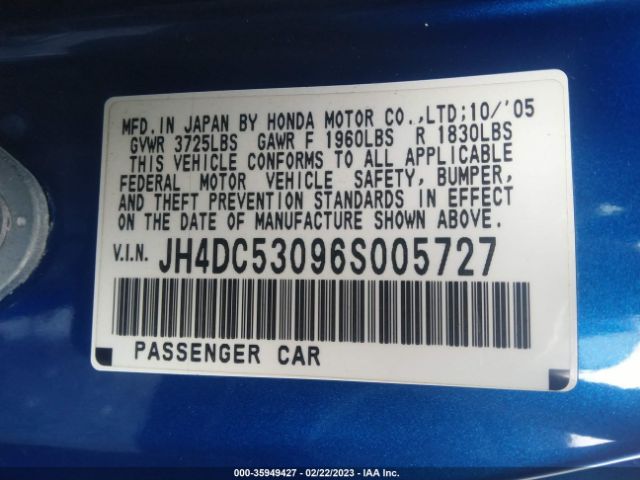 MFD.IN JAPAN BY HONDA MOTOR CO.,LTD;10/'05
GVWR 3725LBS GAWR F 1960LBS R 1830LBS
THIS VEHICLE CONFORMS TO ALL APPLICABLE
FEDERAL MOTOR VEHICLE SAFETY, BUMPER,
AND THEFT PREVENTION STANDARDS IN EFFECT
ON THE DATE OF MANUFACTURE SHOWN ABOVE.
V.I.N. JH4DC53096S005727
PASSENGER CAR
000-35949427 - 02/22/2023 - IAA Inc.